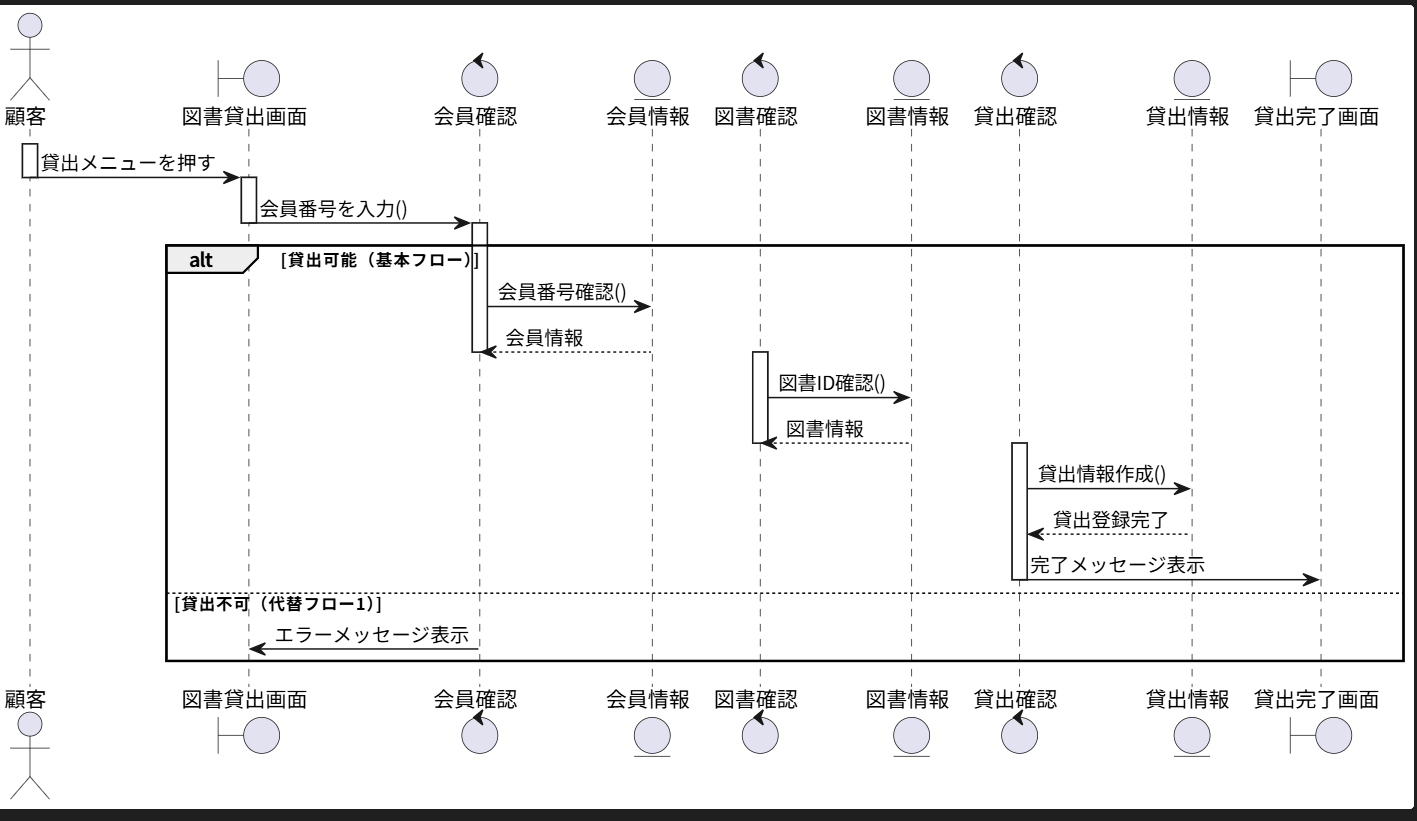 顧客
図書貸出画面
会員確認
会員情報
図書確認
図書情報
貸出確認
貸出情報
貸出完了画面
貸出メニューを押す
会員番号を入力()
alt
[貸出可能（基本フロー）]
会員番号確認()
会員情報
図書ID確認()
図書情報
貸出情報作成()
貸出登録完了
完了メッセージ表示
[貸出不可（代替フロー1）]
エラーメッセージ表示
顧客
図書貸出画面
会員確認
会員情報
図書確認
図書情報
貸出確認
貸出情報
貸出完了画面